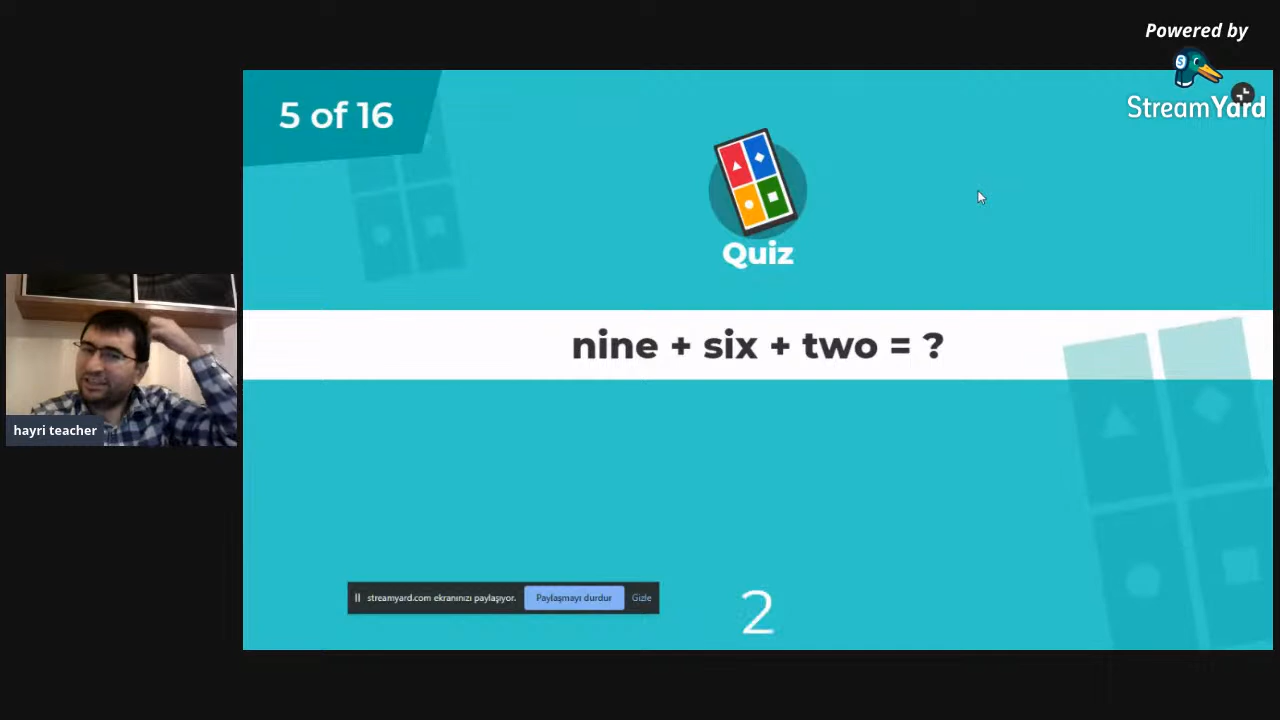 Powered by
StreamYard
5 of 16
Quiz
nine + six + two = ?
hayri teacher
streamyard.com ekranınızı paylaşıyor. Paylaşmayı durdur Gizle
2